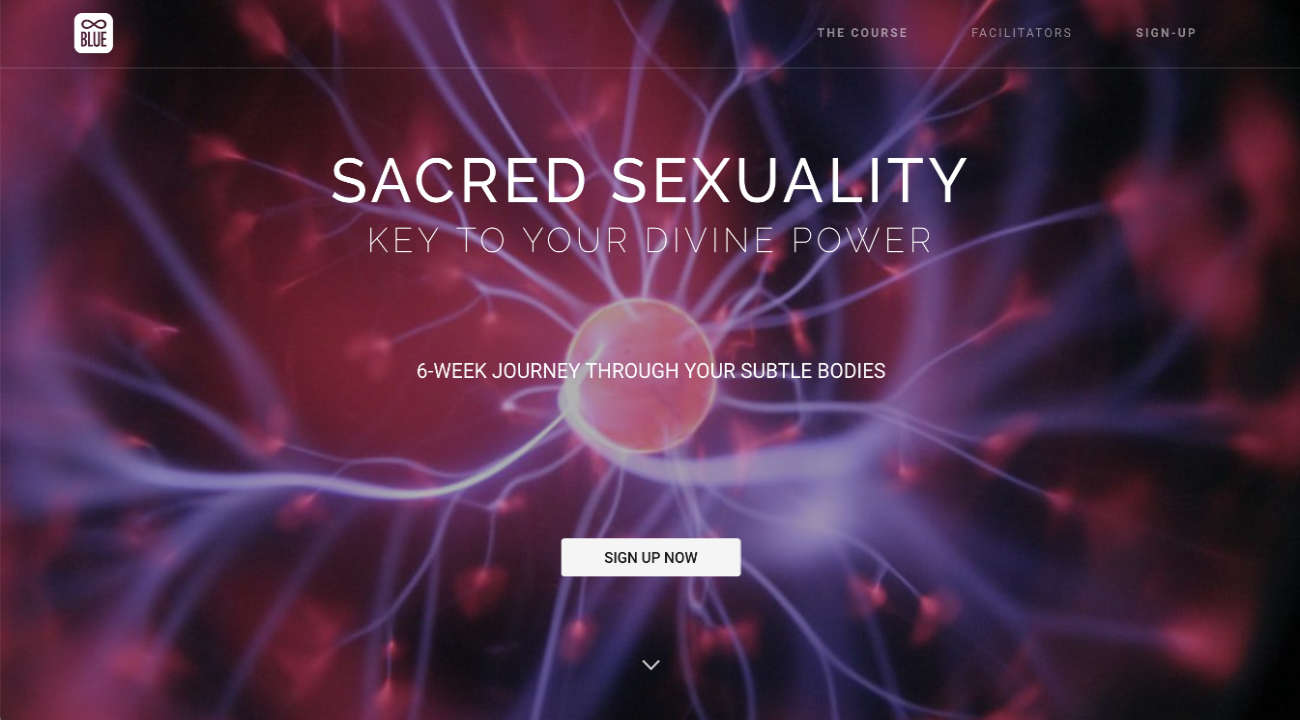 BLUE
THE COURSE FACILITATORS SIGN-UP
SACRED SEXUALITY
KEY TO YOUR DIVINE POWER
6-WEEK JOURNEY THROUGH YOUR SUBTLE BODIES
SIGN UP NOW